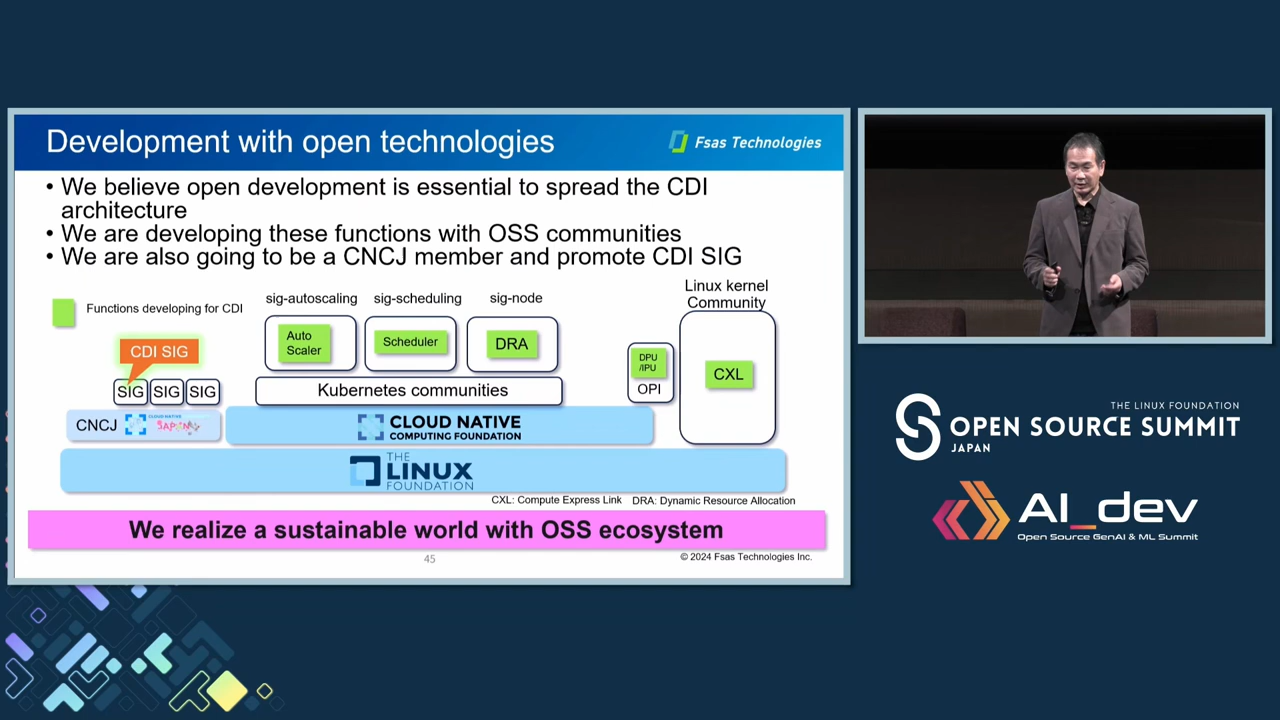 Development with open technologies
Fsas Technologies
• We believe open development is essential to spread the CDI
architecture
• We are developing these functions with OSS communities
• We are also going to be a CNCJ member and promote CDI SIG
Functions developing for CDI
sig-autoscaling
sig-scheduling
sig-node
Linux kernel
Community
Auto
Scaler
Scheduler
DRA
DPU
/IPU
OPI
CXL
CDI SIG
SIG
SIG
SIG
Kubernetes communities
CNCJ
CLOUD NATIVE
JAPAN
CLOUD NATIVE
COMPUTING FOUNDATION
THE
LINUX
FOUNDATION
CXL: Compute Express Link
DRA: Dynamic Resource Allocation
We realize a sustainable world with OSS ecosystem
45
© 2024 Fsas Technologies Inc.
THE LINUX FOUNDATION
OPEN SOURCE SUMMIT
JAPAN
AI_dev
Open Source GenAI & ML Summit